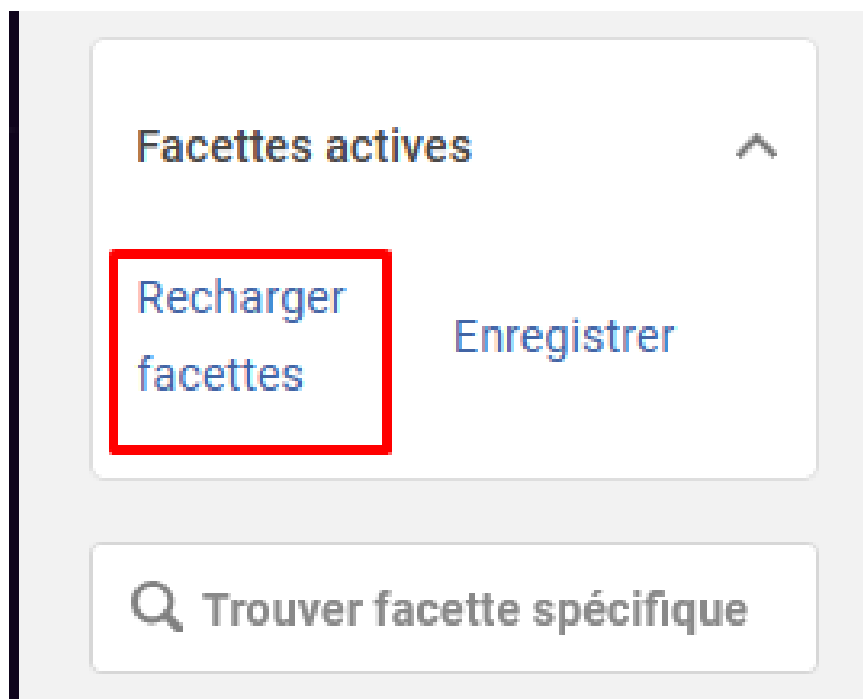 Facettes actives
Recharger
facettes
Enregistrer
Trouver facette spécifique